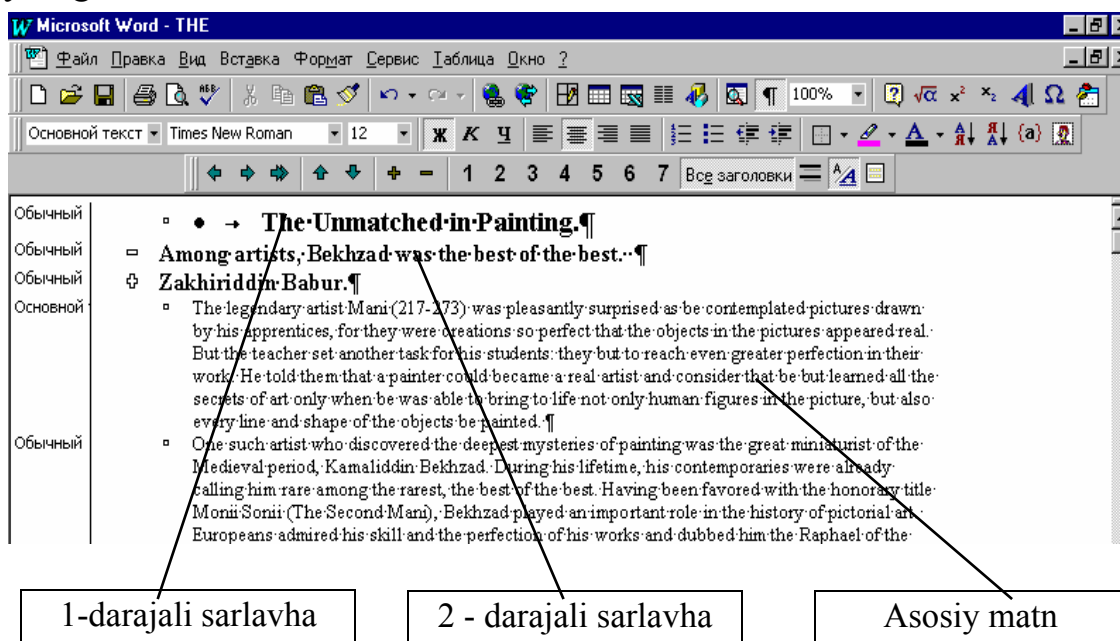 Microsoft Word - THE
Файл Правка Вид Вставка Формат Сервис Таблица Окно ?
100%
Основной текст Times New Roman 12 Ж К Ч
1 2 3 4 5 6 7 Все заголовки
Обычный The·Unmatched·in·Painting.¶
Обычный Among·artists,·Bekhzad·was·the·best·of·the·best.··¶
Обычный Zakhiriddin·Babur.¶
Основной The·legendary·artist·Mani·(217-273)·was·pleasantly·surprised·as·be·contemplated·pictures·drawn·
by·his·apprentices,·for·they·were·creations·so·perfect·that·the·objects·in·the·pictures·appeared·real.·
But·the·teacher·set·another·task·for·his·students:·they·but·to·reach·even·greater·perfection·in·their·
work.·He·told·them·that·a·painter·could·became·a·real·artist·and·consider·that·be·but·learned·all·the·
secrets·of·art·only·when·be·was·able·to·bring·to·life·not·only·human·figures·in·the·picture,·but·also·
every·line·and·shape·of·the·objects·be·painted.·¶
Обычный One·such·artist·who·discovered·the·deepest·mysteries·of·painting·was·the·great·miniaturist·of·the·
Medieval·period,·Kamaliddin·Bekhzad.·During·his·lifetime,·his·contemporaries·were·already·
calling·him·rare·among·the·rarest,·the·best·of·the·best.·Having·been·favored·with·the·honorary·title·
Monii·Sonii·(The·Second·Mani),·Bekhzad·played·an·important·role·in·the·history·of·pictorial·art.·
Europeans·admired·his·skill·and·the·perfection·of·his·works·and·dubbed·him·the·Raphael·of·the·
1-darajali sarlavha
2 - darajali sarlavha
Asosiy matn